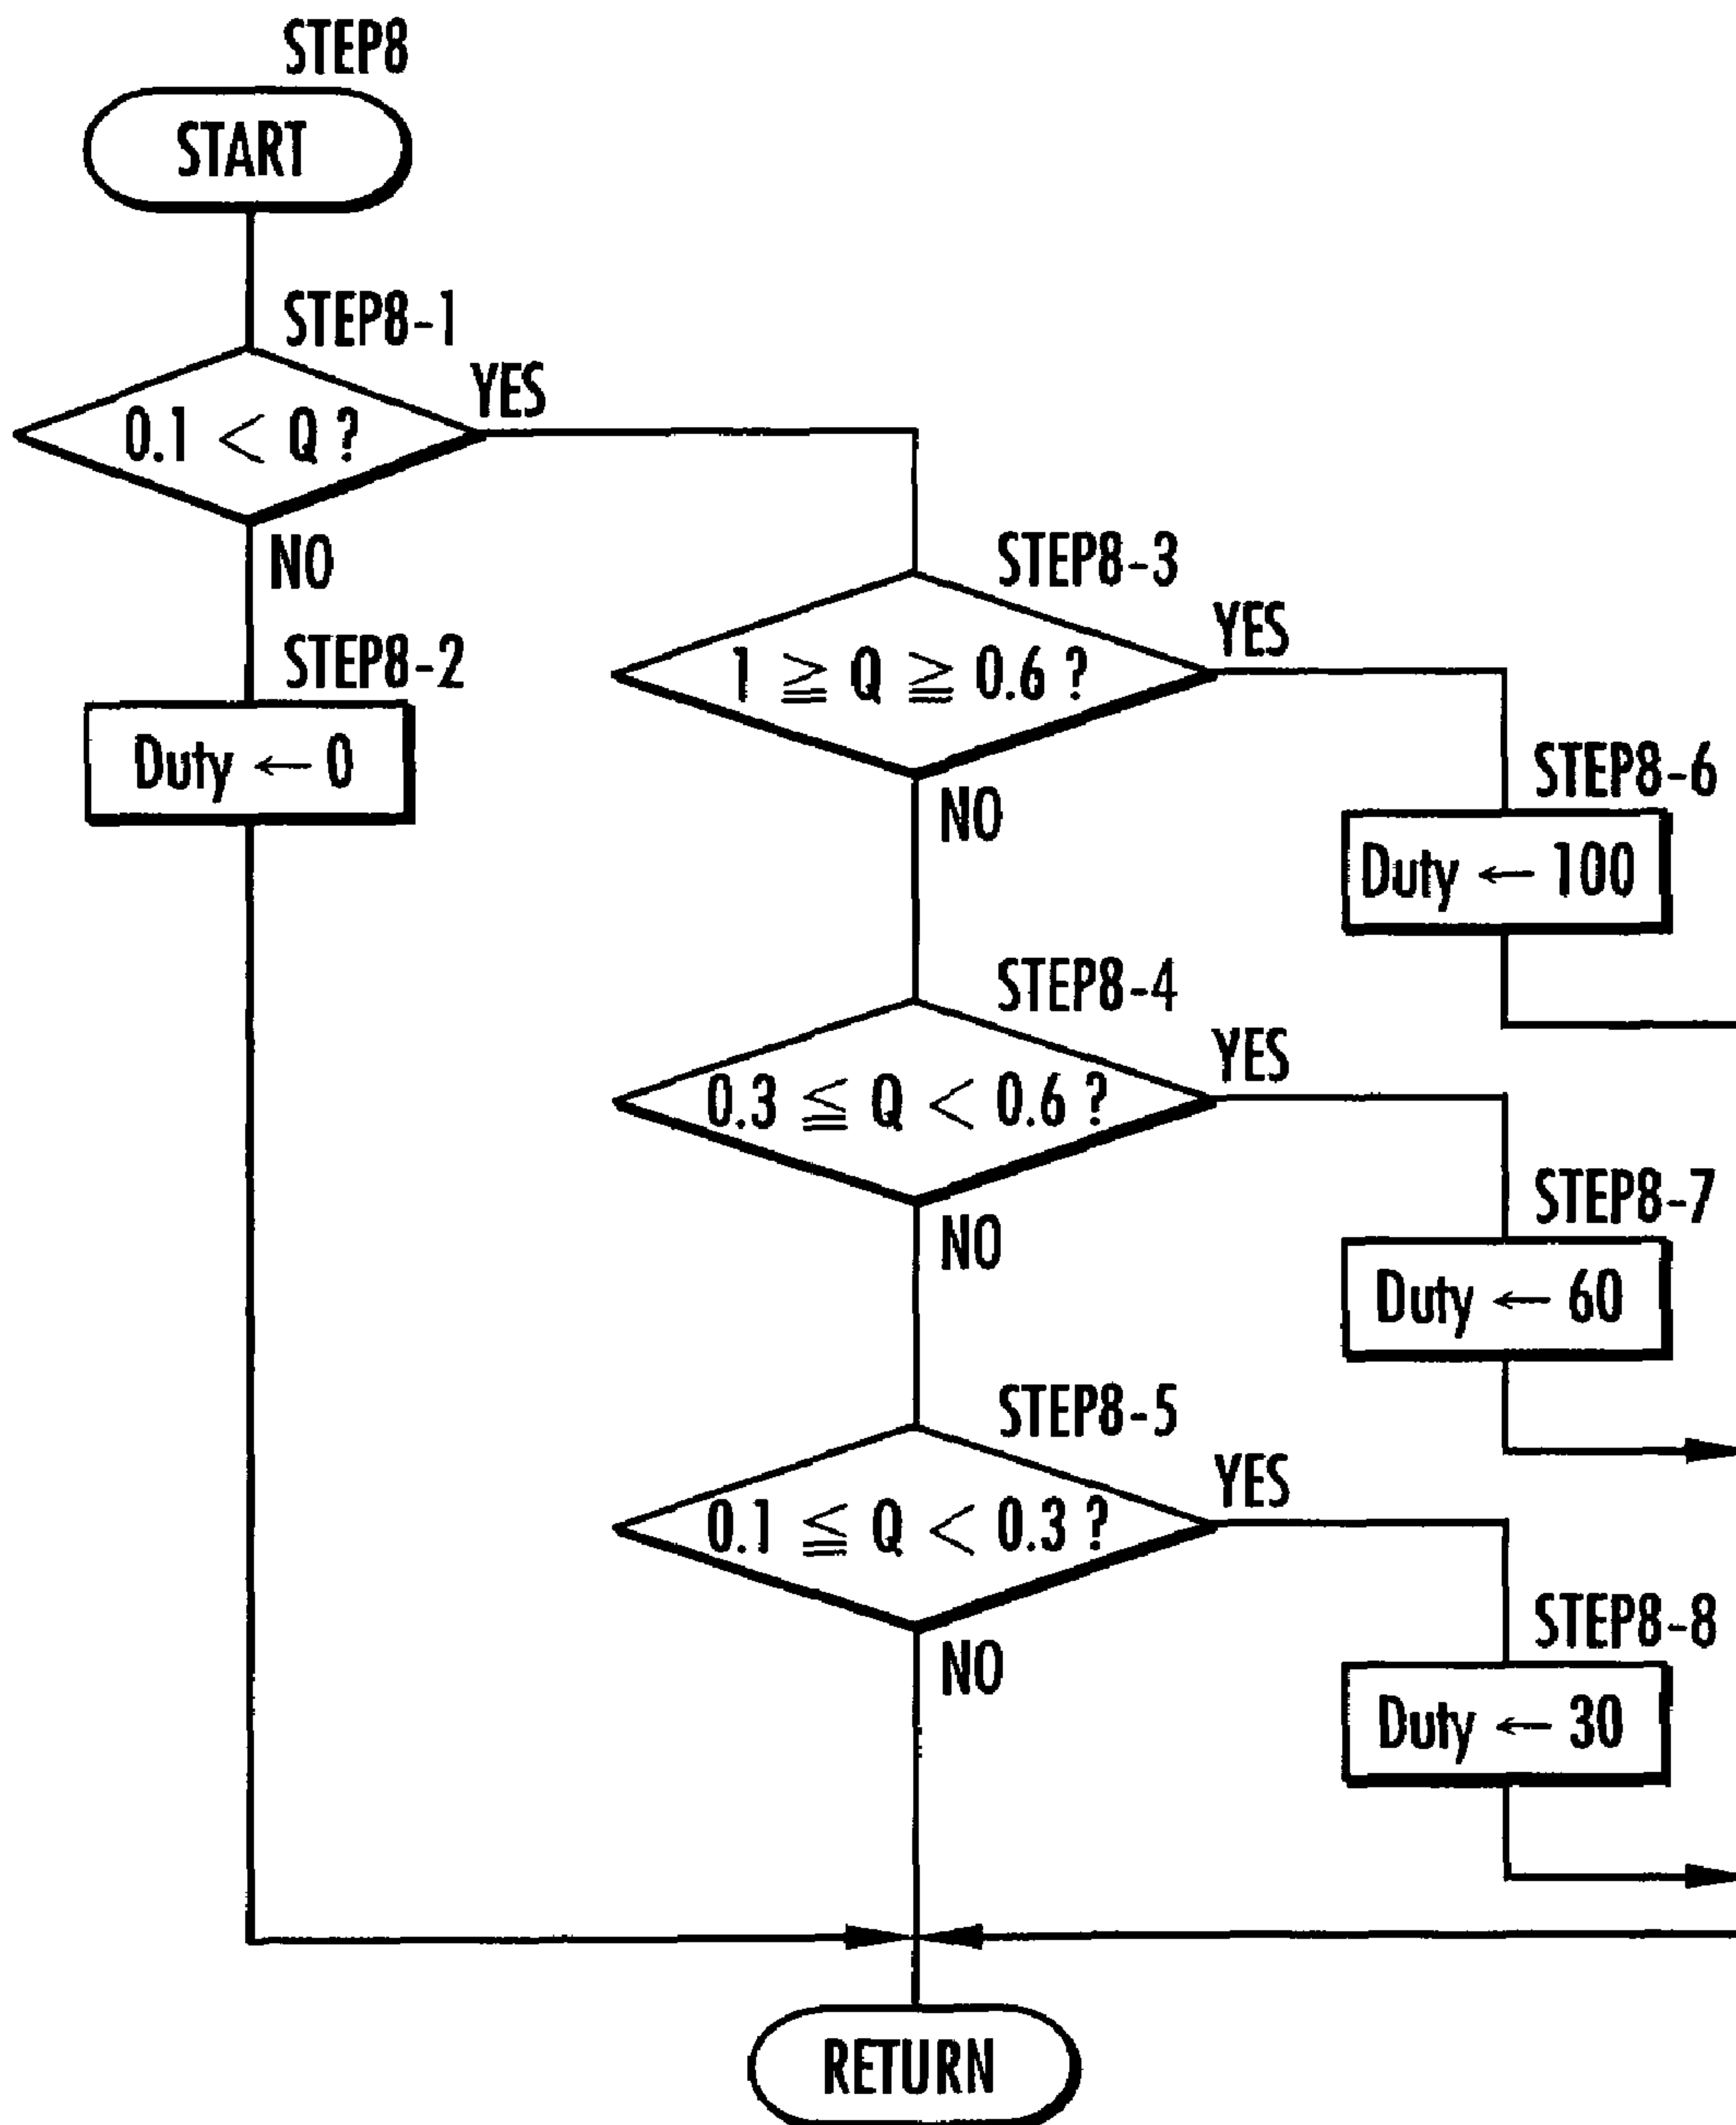 STEP8
START
STEP8-1
0.1 < Q ?
YES
NO
STEP8-2
Duty ← 0
STEP8-3
1 ≧ Q ≧ 0.6 ?
YES
NO
STEP8-6
Duty ← 100
STEP8-4
0.3 ≦ Q < 0.6 ?
YES
NO
STEP8-7
Duty ← 60
STEP8-5
0.1 ≦ Q < 0.3 ?
YES
NO
STEP8-8
Duty ← 30
RETURN